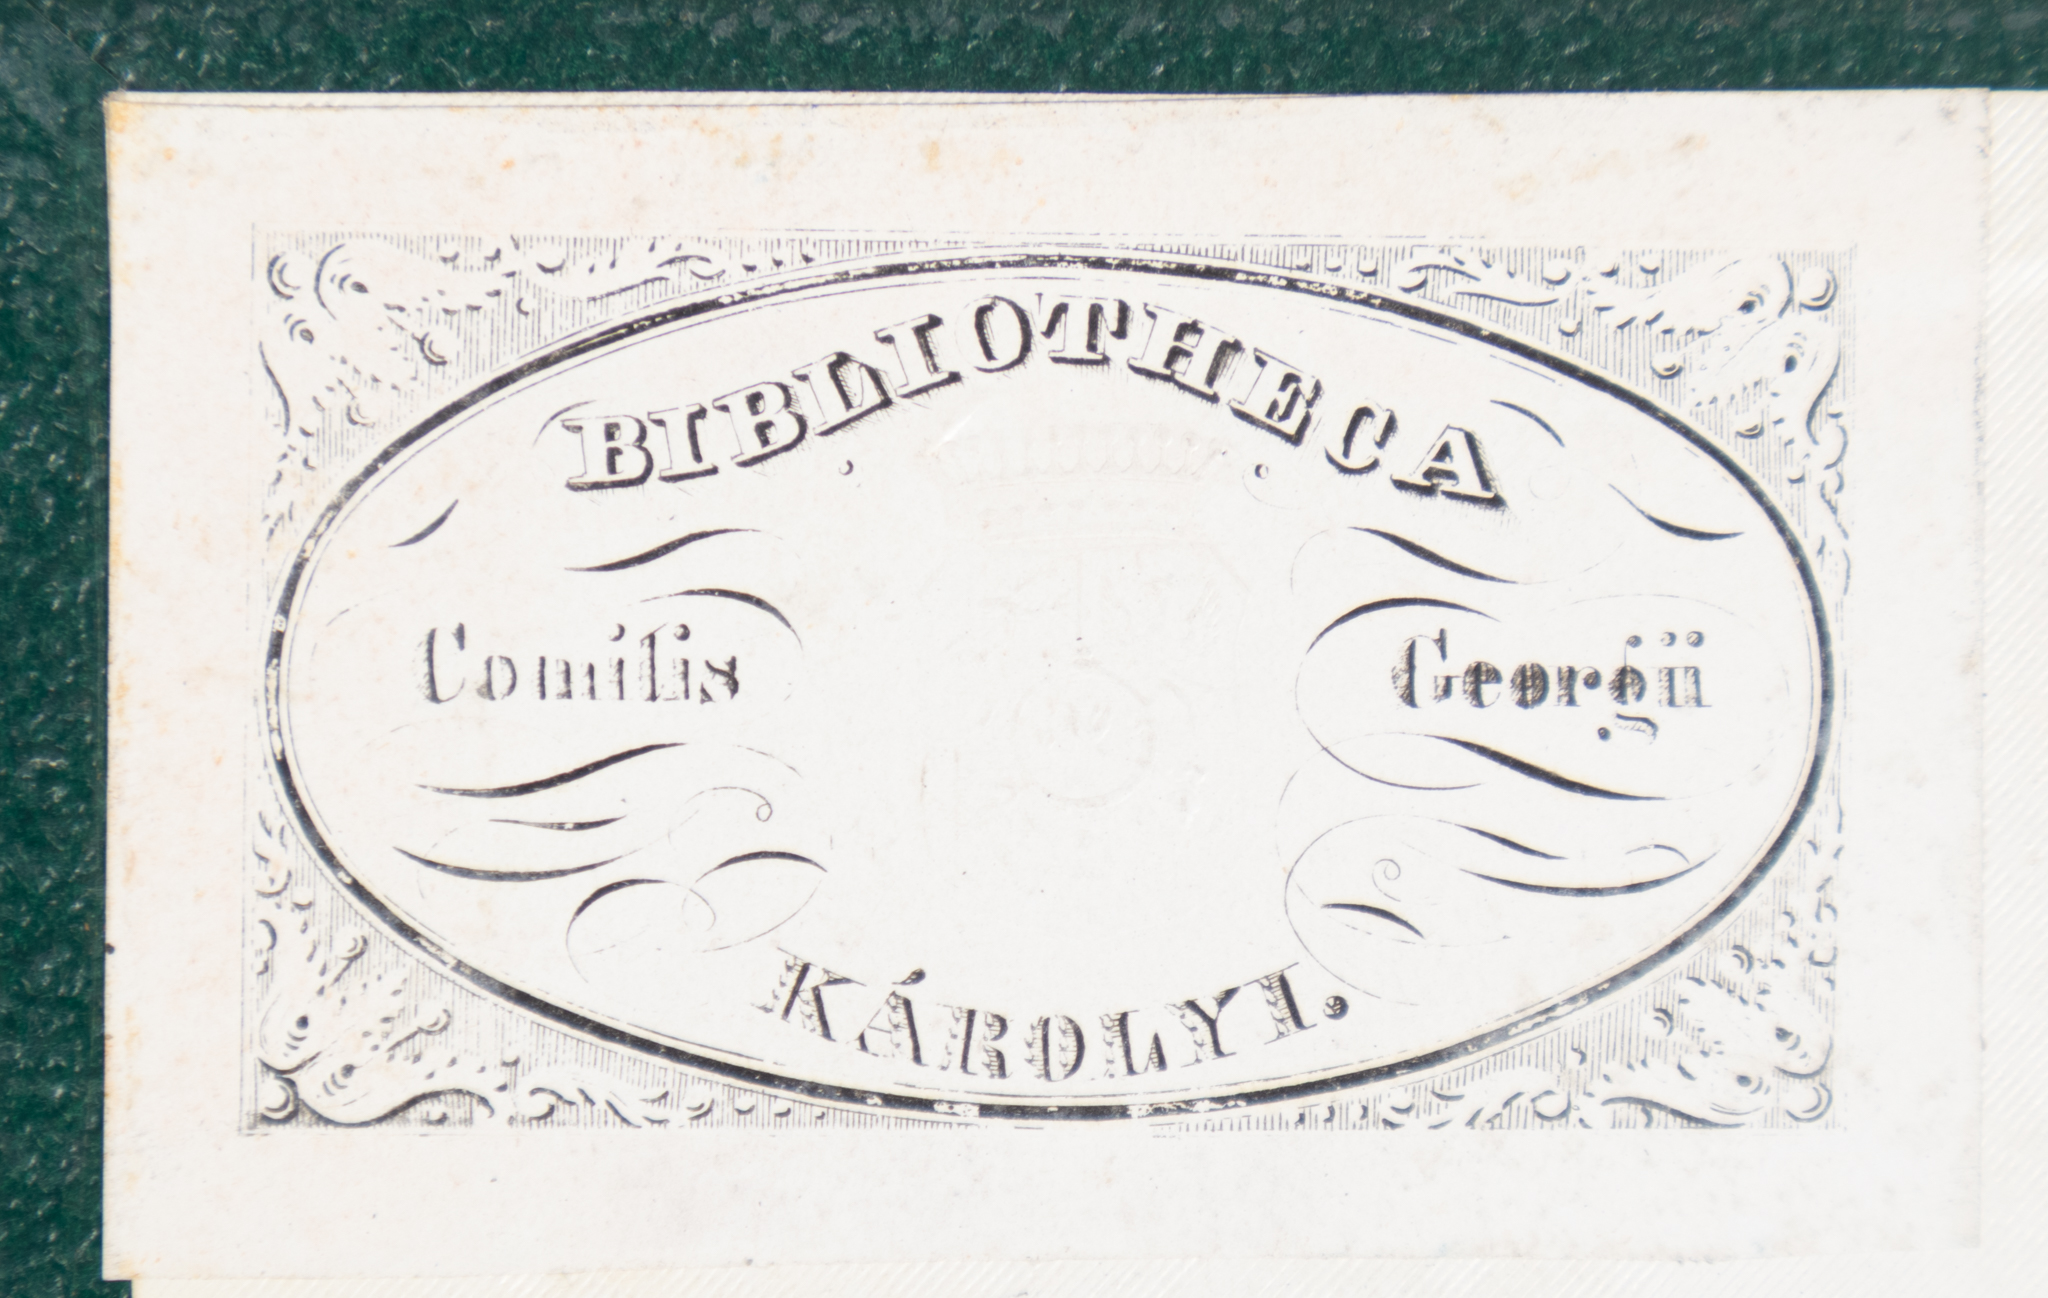 BIBLIOTHECA
Comitis Georgii
KÁROLYI.